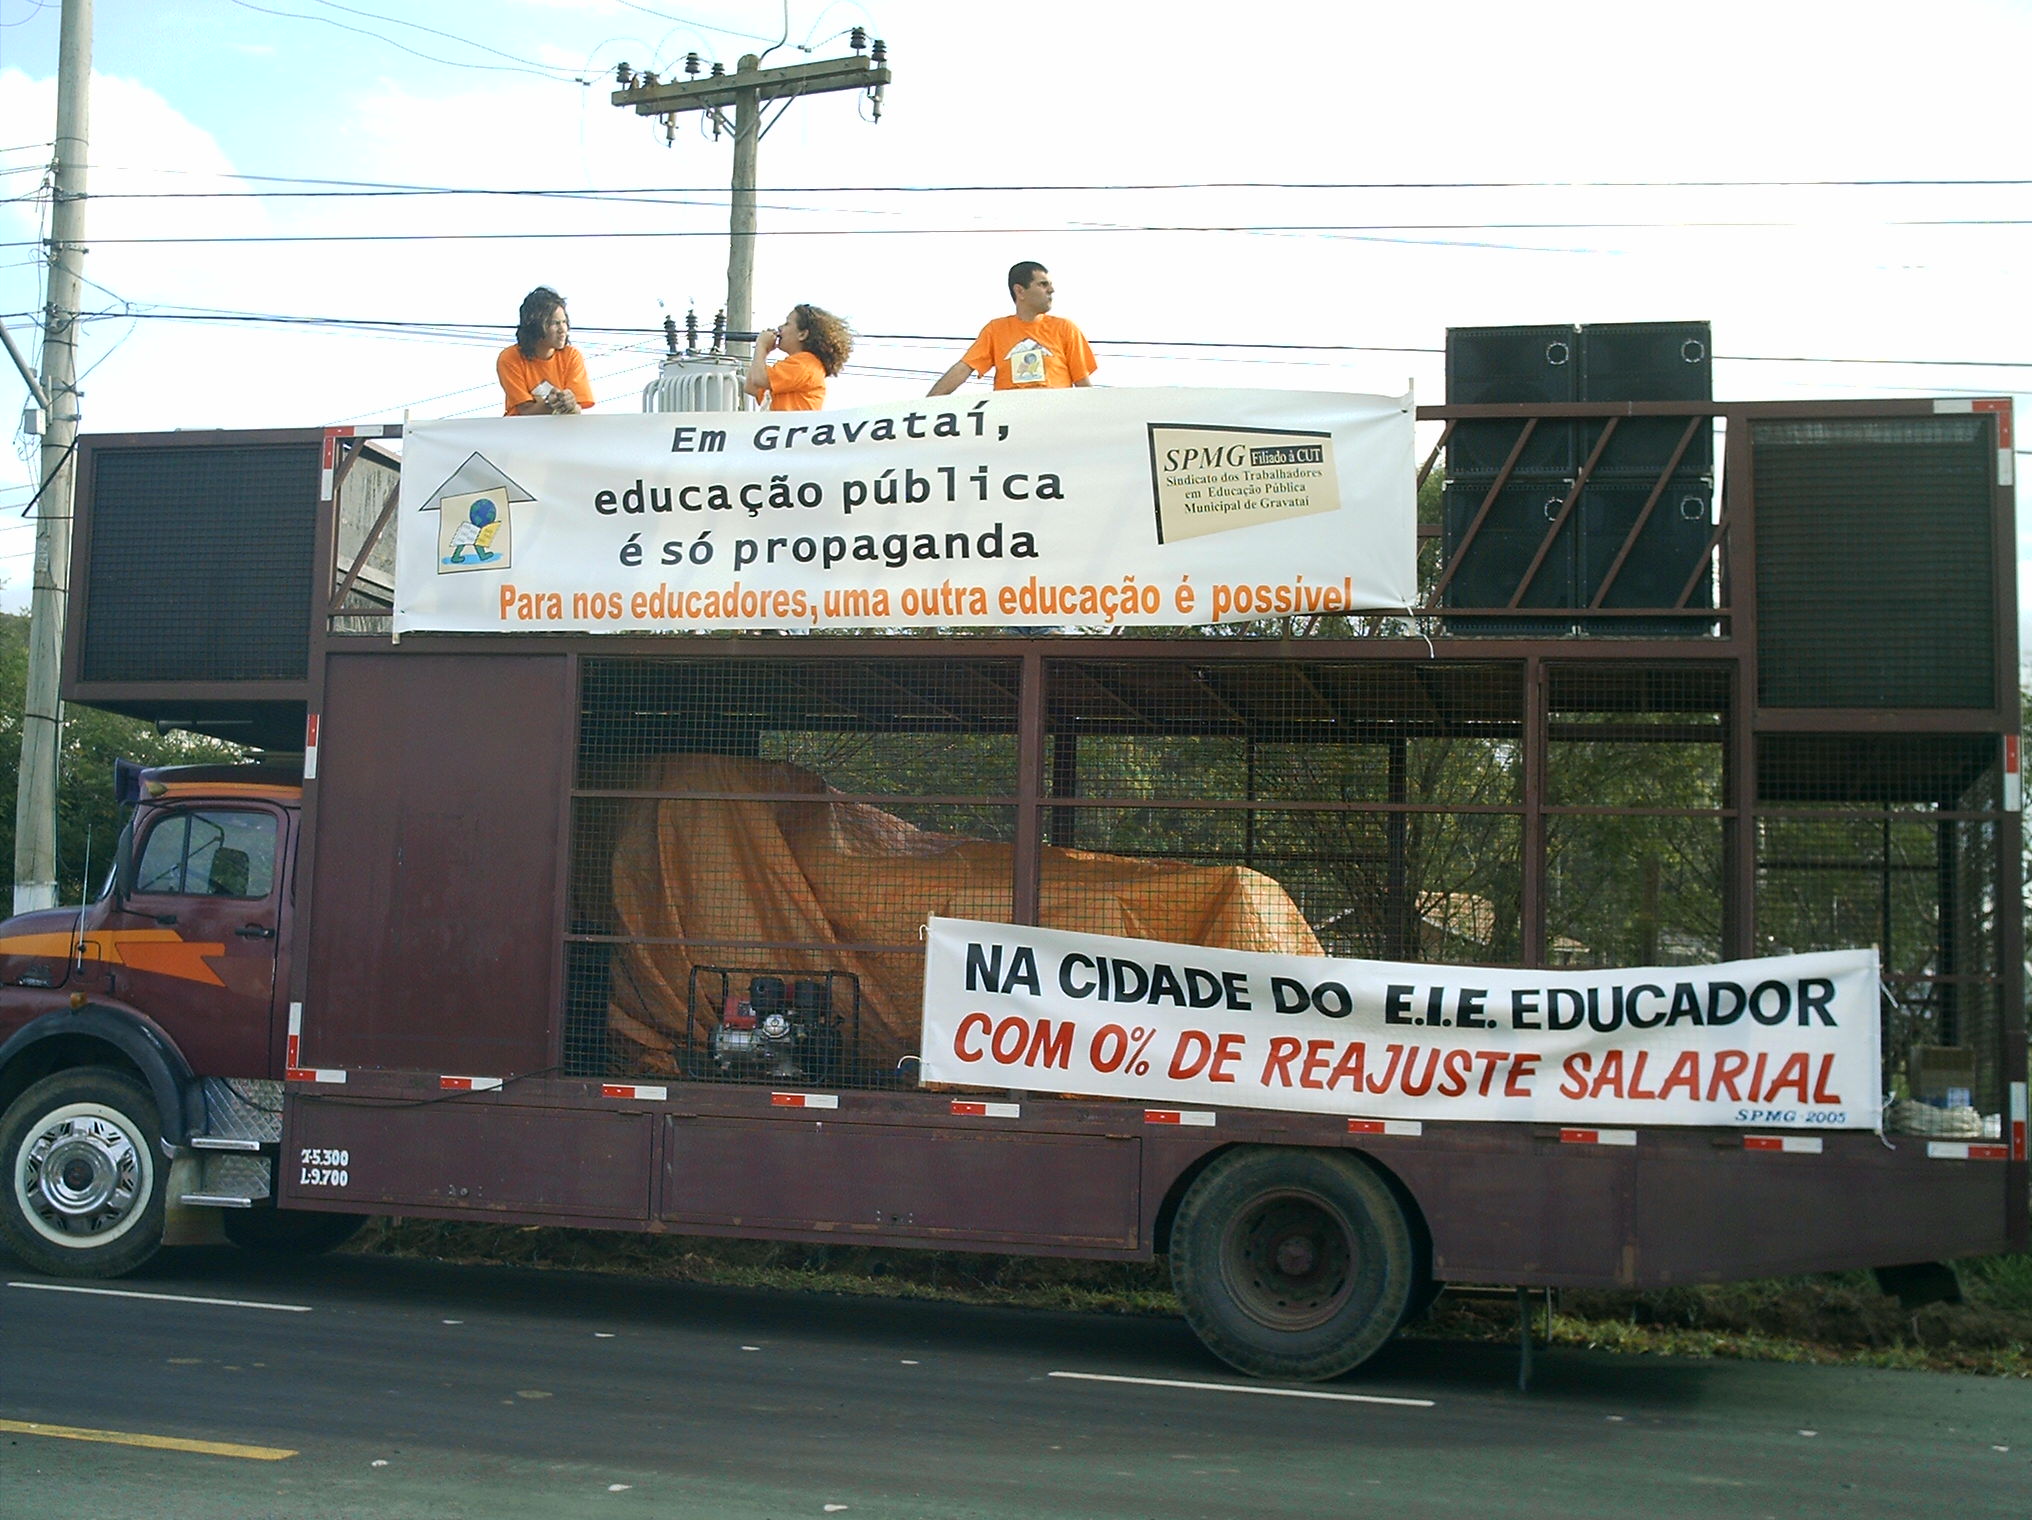 Em Gravataí,
educação pública
é só propaganda
Para nos educadores, uma outra educação é possível
SPMG Filiado à CUT
Sindicato dos Trabalhadores
em Educação Pública
Municipal de Gravataí
NA CIDADE DO E.I.E. EDUCADOR
COM 0% DE REAJUSTE SALARIAL
SPMG - 2005
T-5.300
L-9.700